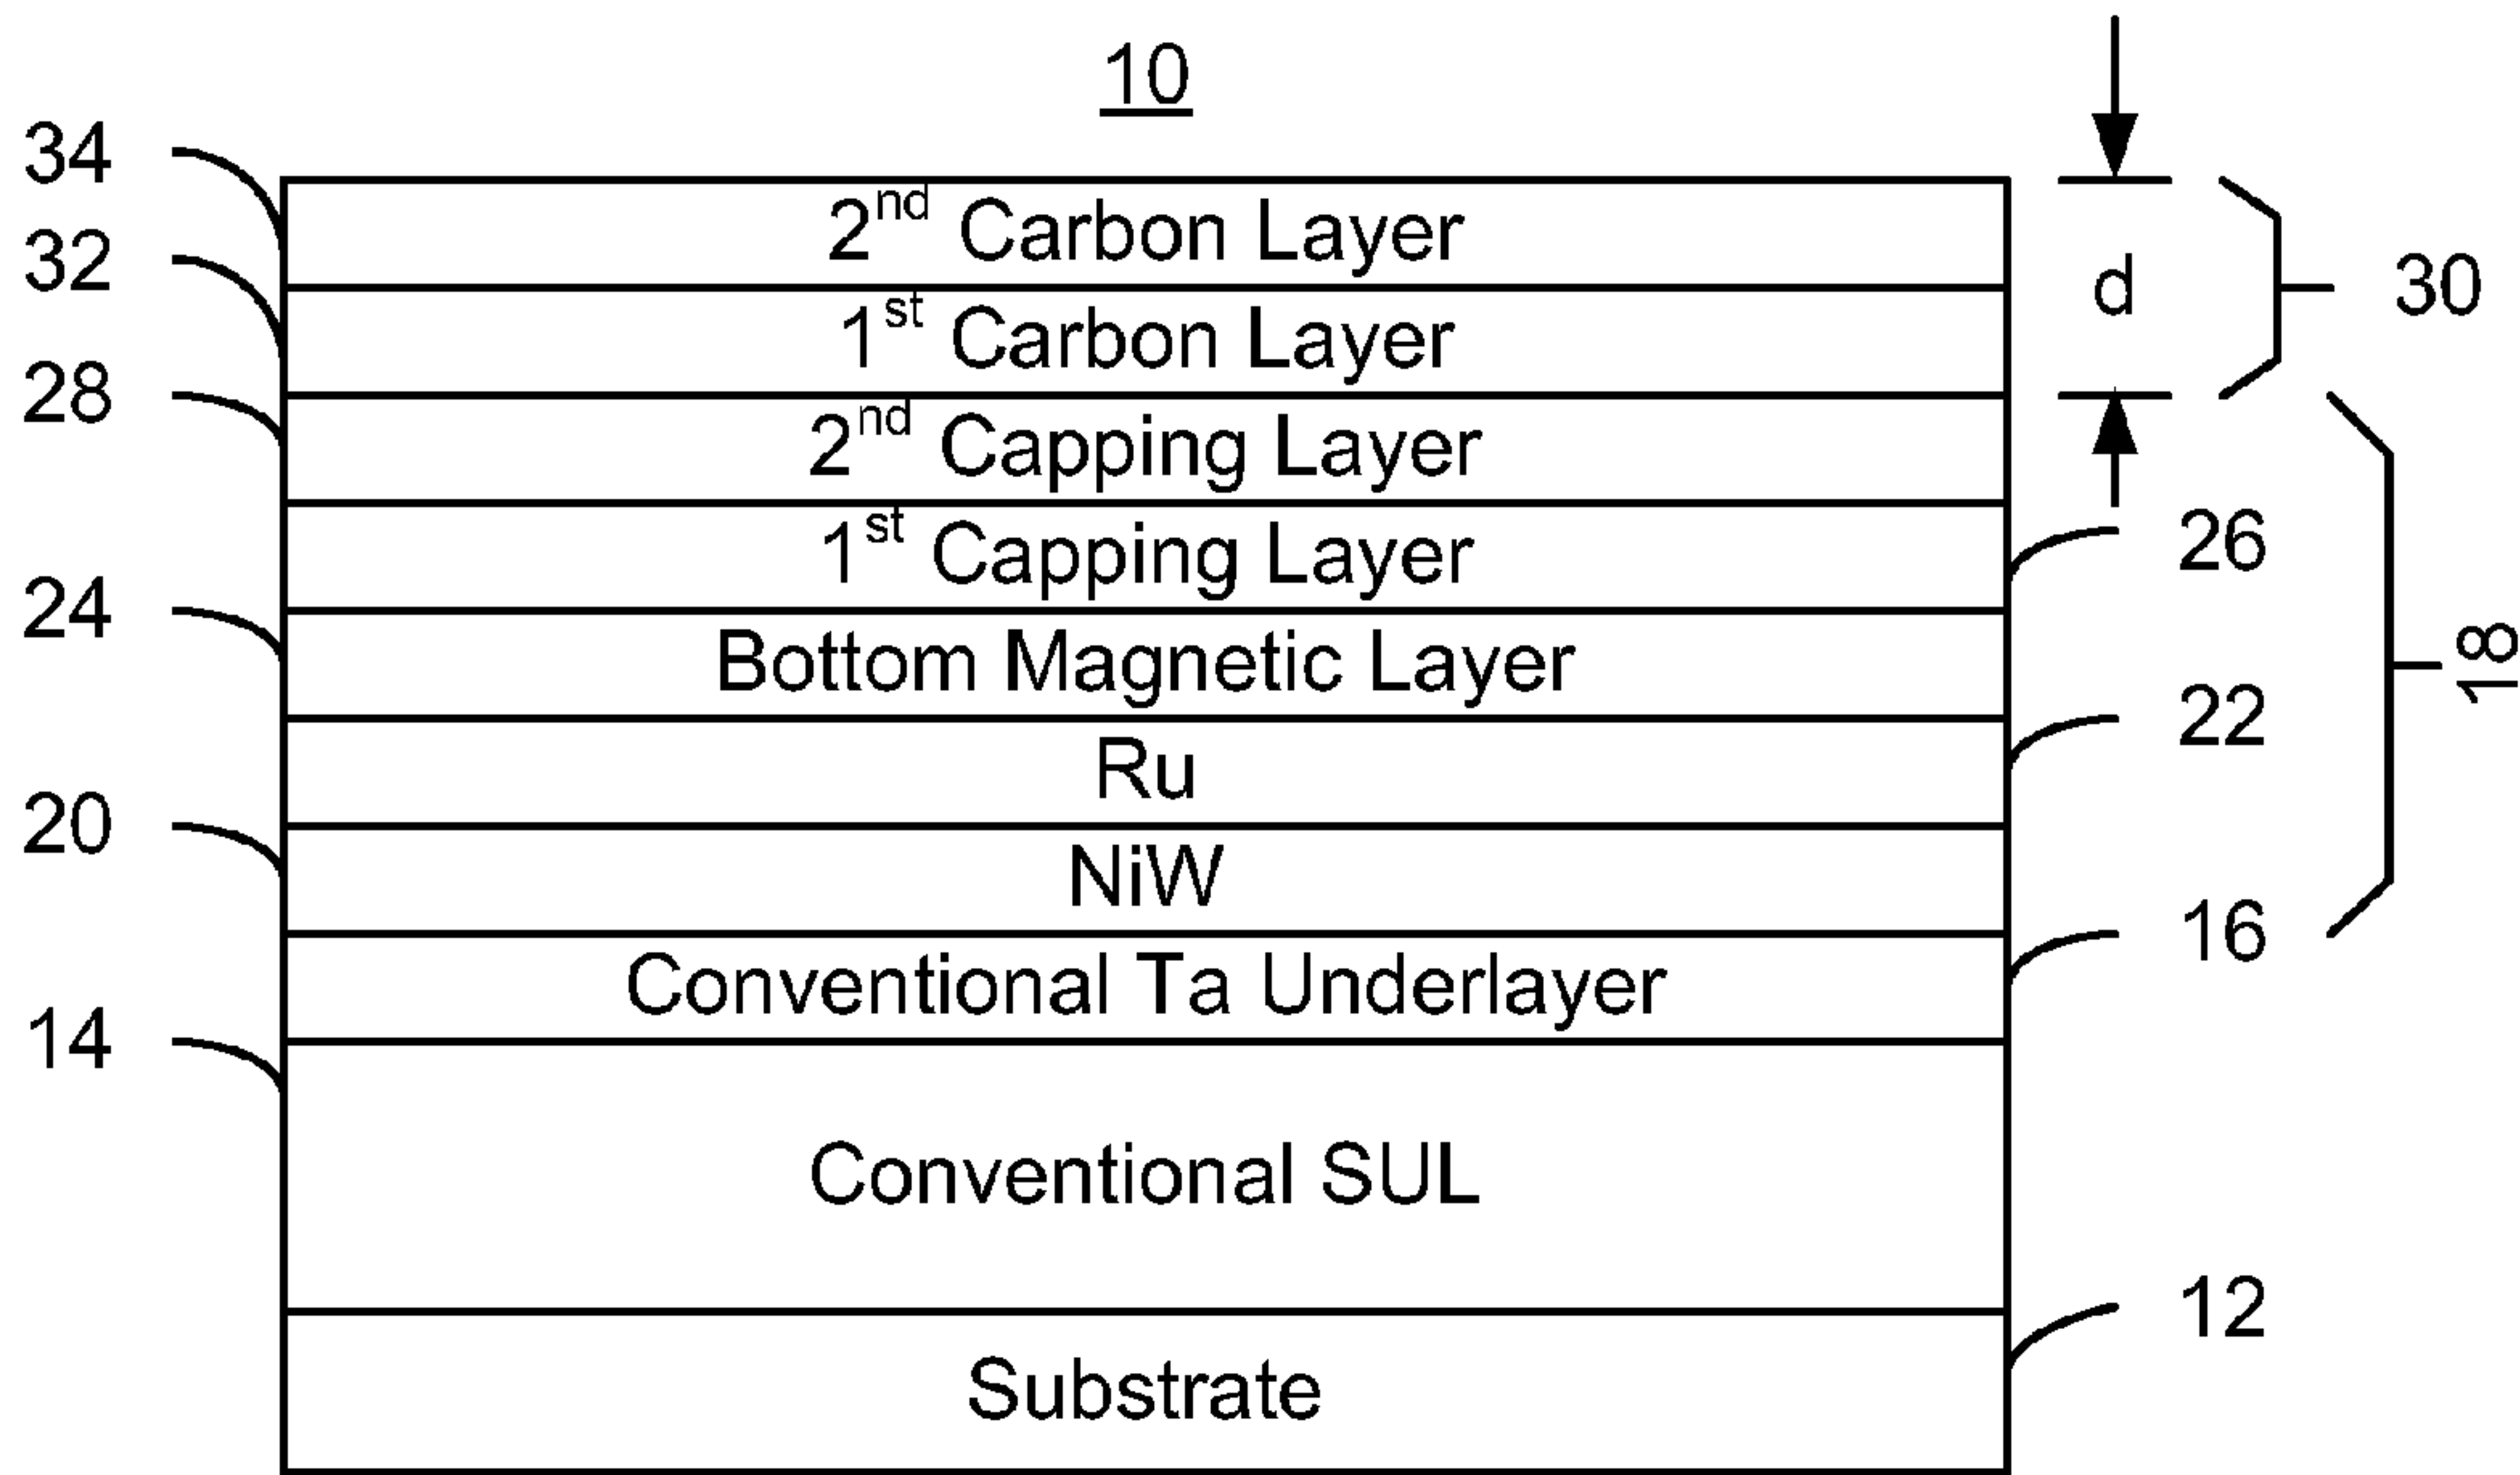 10
34
2nd Carbon Layer
32
1st Carbon Layer
d
30
28
2nd Capping Layer
1st Capping Layer
26
24
Bottom Magnetic Layer
18
22
Ru
20
NiW
16
Conventional Ta Underlayer
14
Conventional SUL
12
Substrate